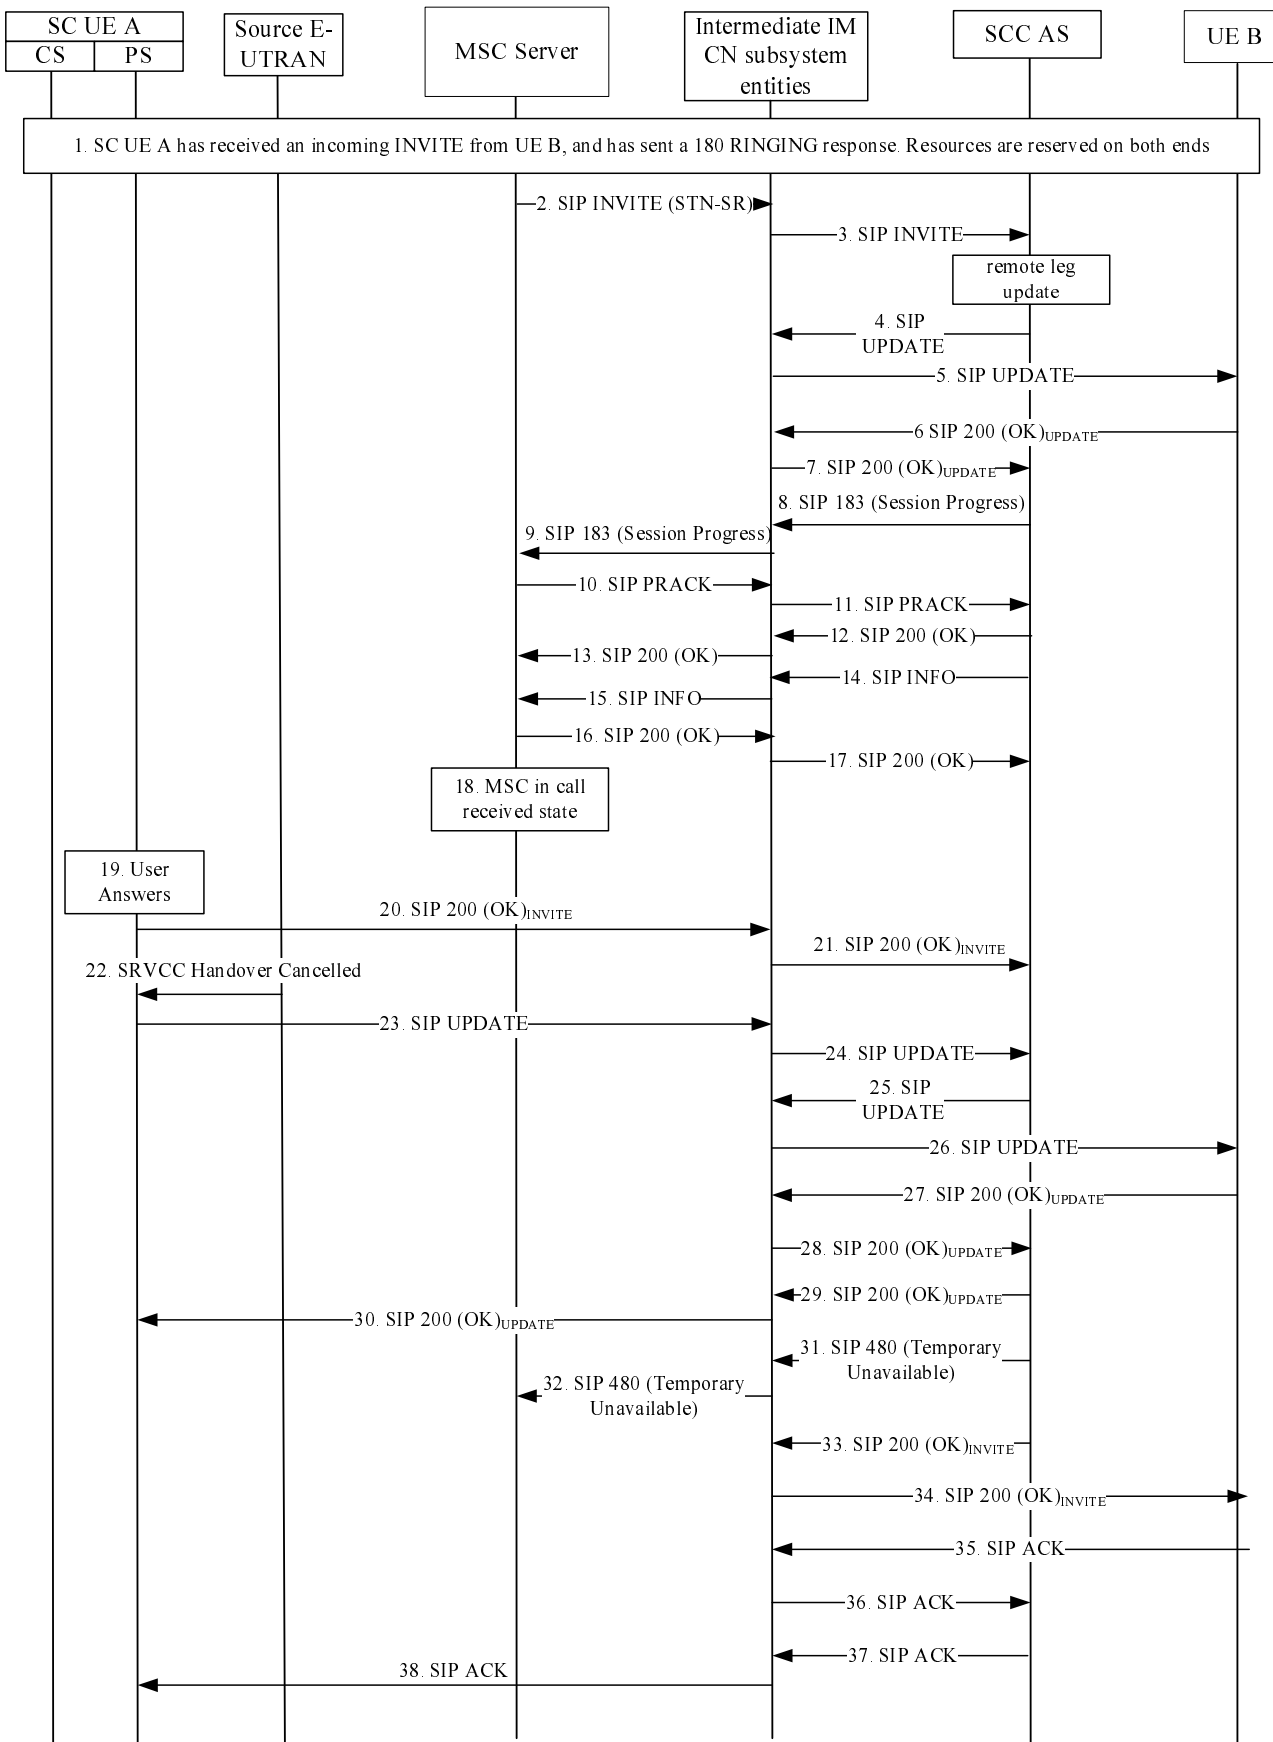 SC UE A
CS
PS
Source E-
UTRAN
MSC Server
Intermediate IM
CN subsystem
entities
SCC AS
UE B
1. SC UE A has received an incoming INVITE from UE B, and has sent a 180 RINGING response. Resources are reserved on both ends
2. SIP INVITE (STN-SR)
3. SIP INVITE
remote leg
update
4. SIP
UPDATE
5. SIP UPDATE
6 SIP 200 (OK)UPDATE
7. SIP 200 (OK)UPDATE
8. SIP 183 (Session Progress)
9. SIP 183 (Session Progress)
10. SIP PRACK
11. SIP PRACK
12. SIP 200 (OK)
13. SIP 200 (OK)
14. SIP INFO
15. SIP INFO
16. SIP 200 (OK)
17. SIP 200 (OK)
18. MSC in call
received state
19. User
Answers
20. SIP 200 (OK)INVITE
21. SIP 200 (OK)INVITE
22. SRVCC Handover Cancelled
23. SIP UPDATE
24. SIP UPDATE
25. SIP
UPDATE
26. SIP UPDATE
27. SIP 200 (OK)UPDATE
28. SIP 200 (OK)UPDATE
29. SIP 200 (OK)UPDATE
30. SIP 200 (OK)UPDATE
31. SIP 480 (Temporary
Unavailable)
32. SIP 480 (Temporary
Unavailable)
33. SIP 200 (OK)INVITE
34. SIP 200 (OK)INVITE
35. SIP ACK
36. SIP ACK
37. SIP ACK
38. SIP ACK